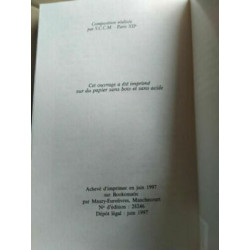 Composition réalisée
par S.C.C.M. - Paris XIVe
Cet ouvrage a été imprimé
sur du papier sans bois et sans acide
Achevé d'imprimer en juin 1997
sur Bookomatic
par Maury-Eurolivres, Manchecourt
N° d'édition : 28246
Dépôt légal : juin 1997